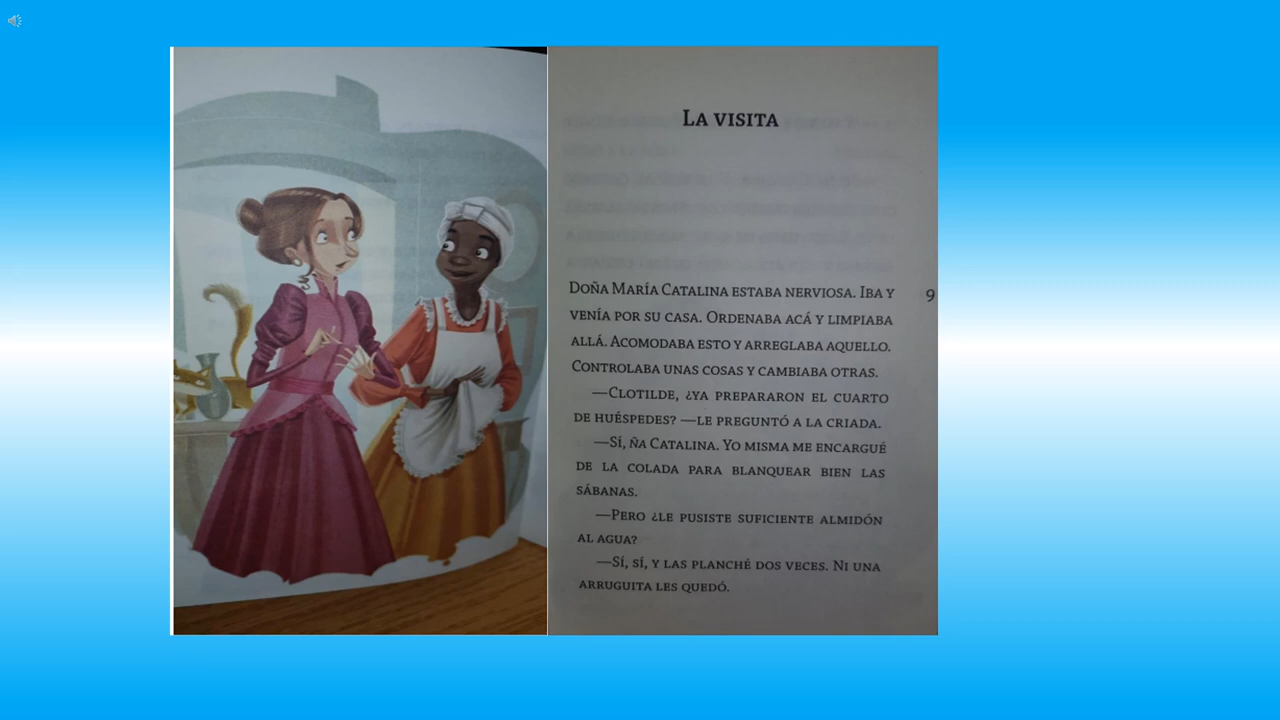 LA VISITA
DOÑA MARÍA CATALINA ESTABA NERVIOSA. IBA Y
9
VENÍA POR SU CASA. ORDENABA ACÁ Y LIMPIABA
ALLÁ. ACOMODABA ESTO Y ARREGLABA AQUELLO.
CONTROLABA UNAS COSAS Y CAMBIABA OTRAS.
—CLOTILDE, ¿YA PREPARARON EL CUARTO
DE HUÉSPEDES? —LE PREGUNTÓ A LA CRIADA.
—SÍ, ÑA CATALINA. YO MISMA ME ENCARGUÉ
DE LA COLADA PARA BLANQUEAR BIEN LAS
SÁBANAS.
—PERO ¿LE PUSISTE SUFICIENTE ALMIDÓN
AL AGUA?
—SÍ, SÍ, Y LAS PLANCHÉ DOS VECES. NI UNA
ARRUGUITA LES QUEDÓ.